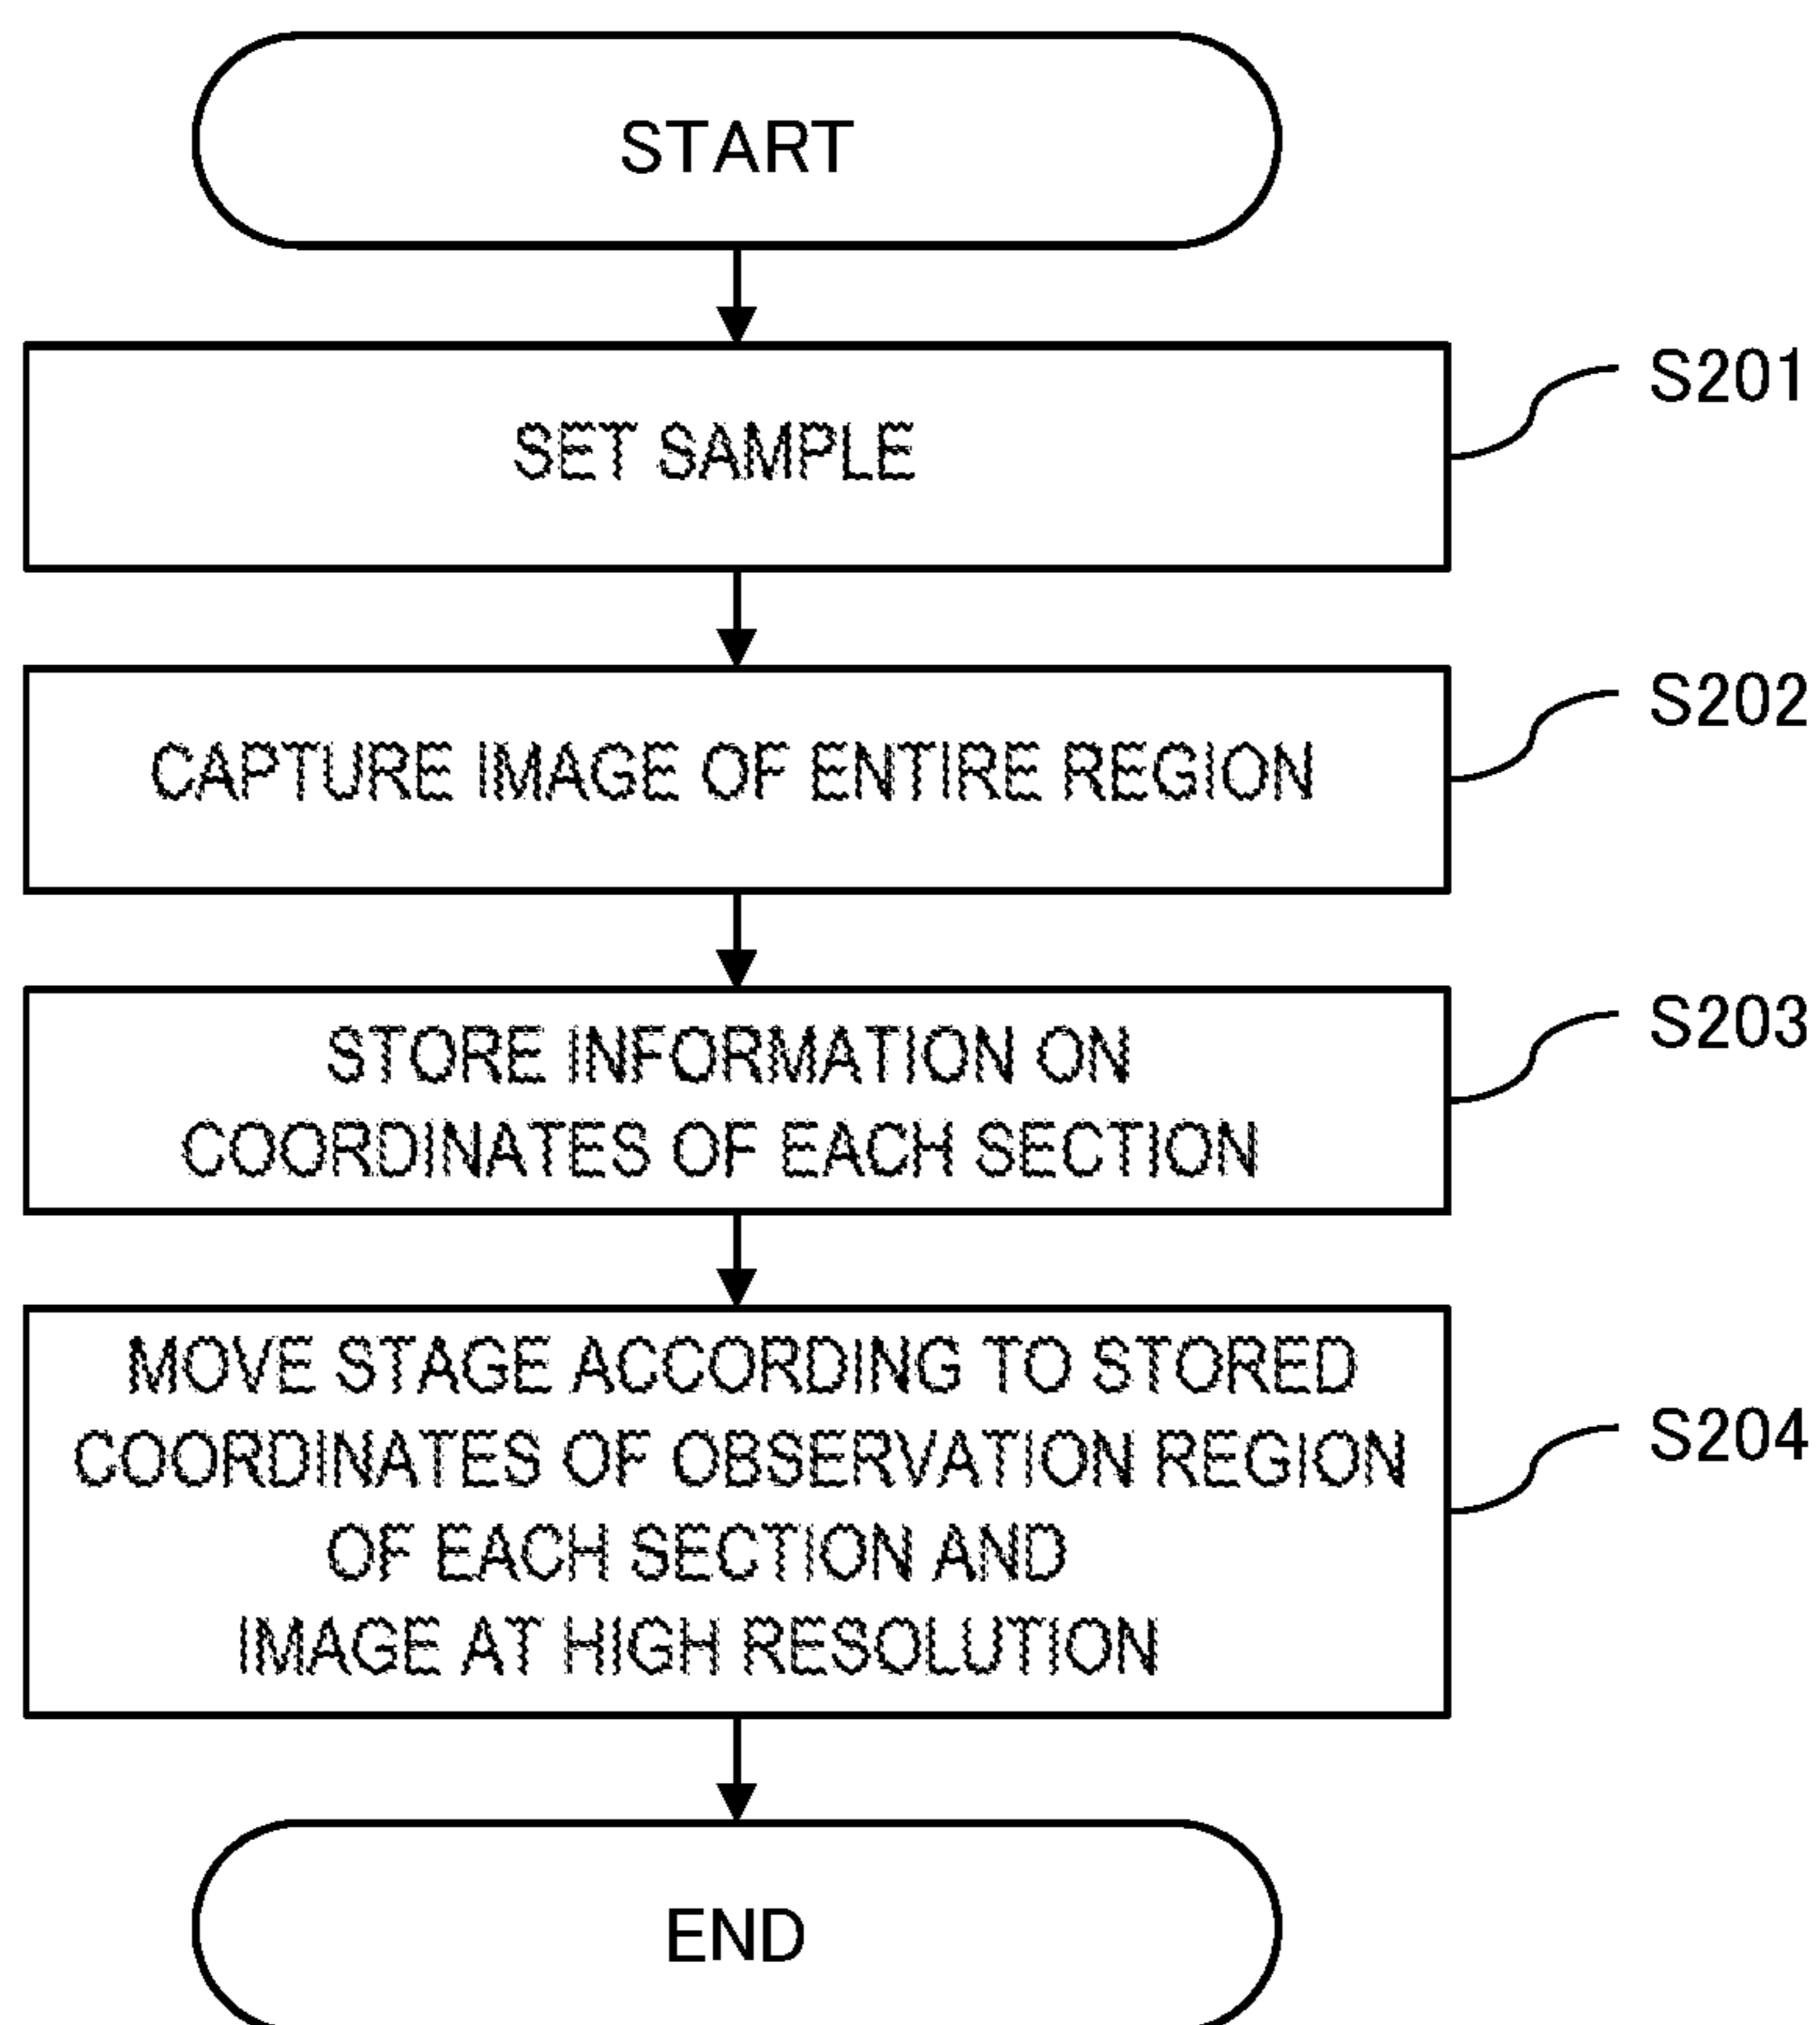 START
SET SAMPLE
S201
CAPTURE IMAGE OF ENTIRE REGION
S202
STORE INFORMATION ON
COORDINATES OF EACH SECTION
S203
MOVE STAGE ACCORDING TO STORED
COORDINATES OF OBSERVATION REGION
OF EACH SECTION AND
IMAGE AT HIGH RESOLUTION
S204
END